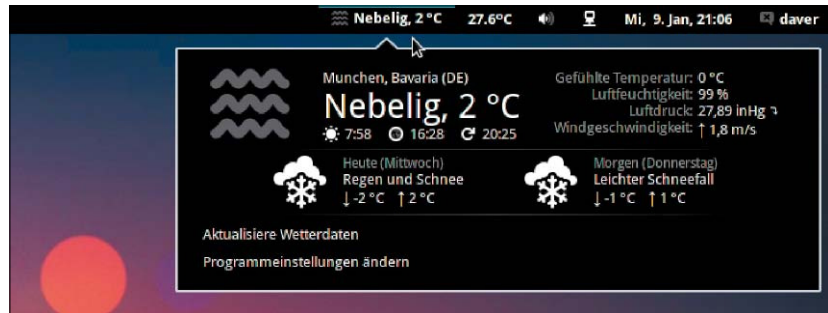 Nebelig, 2 °C 27.6°C Mi, 9. Jan, 21:06 daver
Munchen, Bavaria (DE)
Nebelig, 2 °C
7:58 16:28 20:25
Gefühlte Temperatur: 0 °C
Luftfeuchtigkeit: 99 %
Luftdruck: 27,89 inHg
Windgeschwindigkeit: ↑ 1,8 m/s
Heute (Mittwoch)
Regen und Schnee
↓ -2 °C ↑ 2 °C
Morgen (Donnerstag)
Leichter Schneefall
↓ -1 °C ↑ 1 °C
Aktualisiere Wetterdaten
Programmeinstellungen ändern